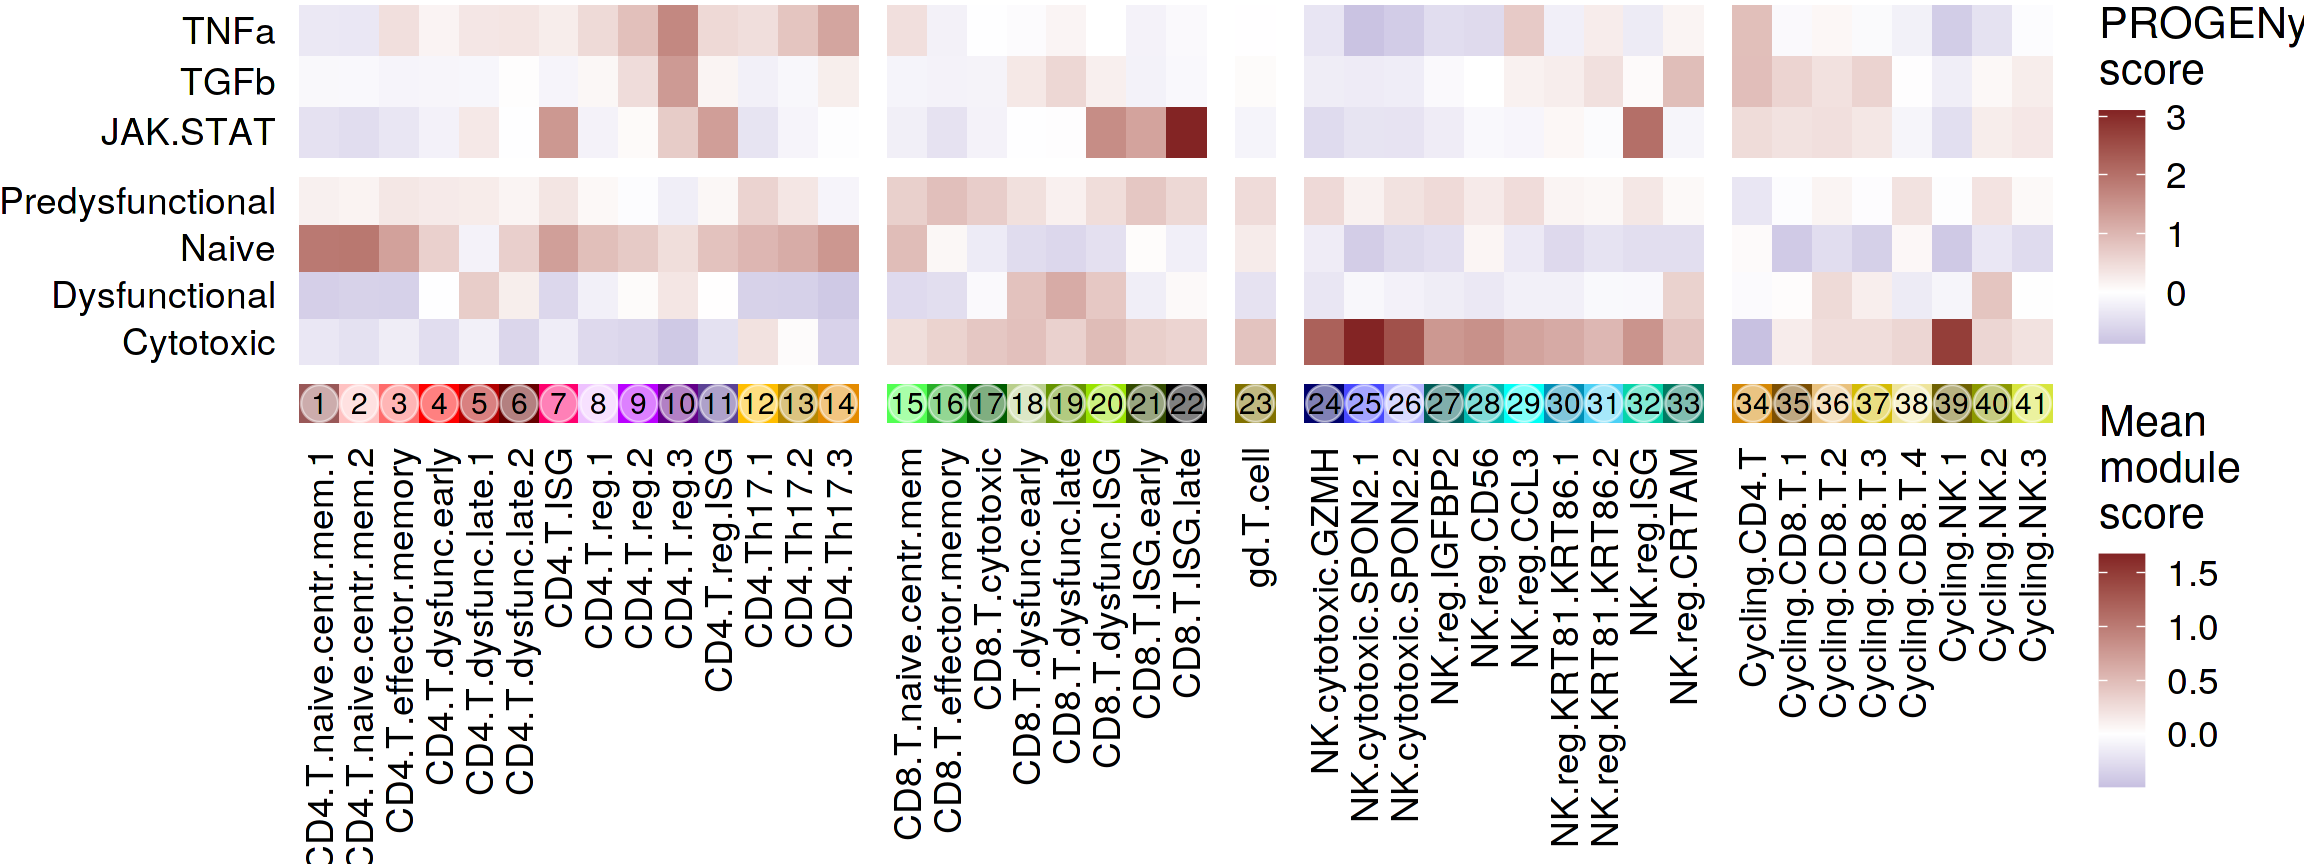 TNFa
TGFb
JAK.STAT
Predysfunctional
Naive
Dysfunctional
Cytotoxic
1 2 3 4 5 6 7 8 9 10 11 12 13 14 15 16 17 18 19 20 21 22 23 24 25 26 27 28 29 30 31 32 33 34 35 36 37 38 39 40 41
CD4.T.naive.centr.mem.1
CD4.T.naive.centr.mem.2
CD4.T.effector.memory
CD4.T.dysfunc.early
CD4.T.dysfunc.late.1
CD4.T.dysfunc.late.2
CD4.T.ISG
CD4.T.reg.1
CD4.T.reg.2
CD4.T.reg.3
CD4.T.reg.ISG
CD4.Th17.1
CD4.Th17.2
CD4.Th17.3
CD8.T.naive.centr.mem
CD8.T.effector.memory
CD8.T.cytotoxic
CD8.T.dysfunc.early
CD8.T.dysfunc.late
CD8.T.dysfunc.ISG
CD8.T.ISG.early
CD8.T.ISG.late
gd.T.cell
NK.cytotoxic.GZMH
NK.cytotoxic.SPON2.1
NK.cytotoxic.SPON2.2
NK.reg.IGFBP2
NK.reg.CD56
NK.reg.CCL3
NK.reg.KRT81.KRT86.1
NK.reg.KRT81.KRT86.2
NK.reg.ISG
NK.reg.CRTAM
Cycling.CD4.T
Cycling.CD8.T.1
Cycling.CD8.T.2
Cycling.CD8.T.3
Cycling.CD8.T.4
Cycling.NK.1
Cycling.NK.2
Cycling.NK.3
PROGENy
score
3
2
1
0
Mean
module
score
1.5
1.0
0.5
0.0